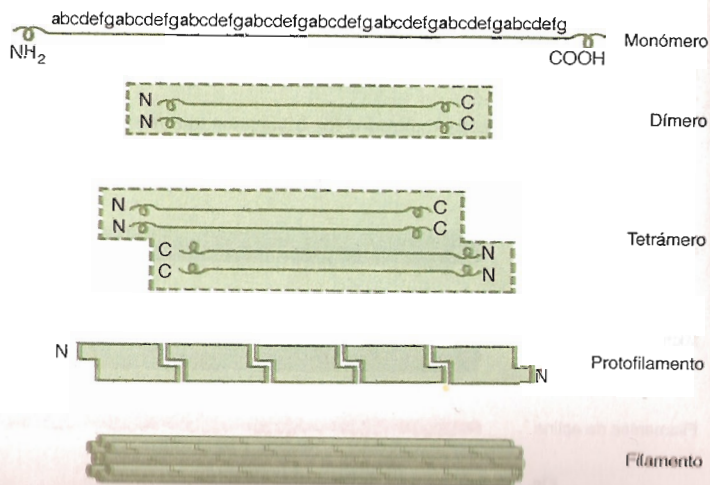 abcdefgabcdefgabcdefgabcdefgabcdefgabcdefgabcdefgabcdefg
NH₂
COOH
Monómero
N C
N C
Dímero
N C
N C
C N
C N
Tetrámero
N
N
Protofilamento
Filamento